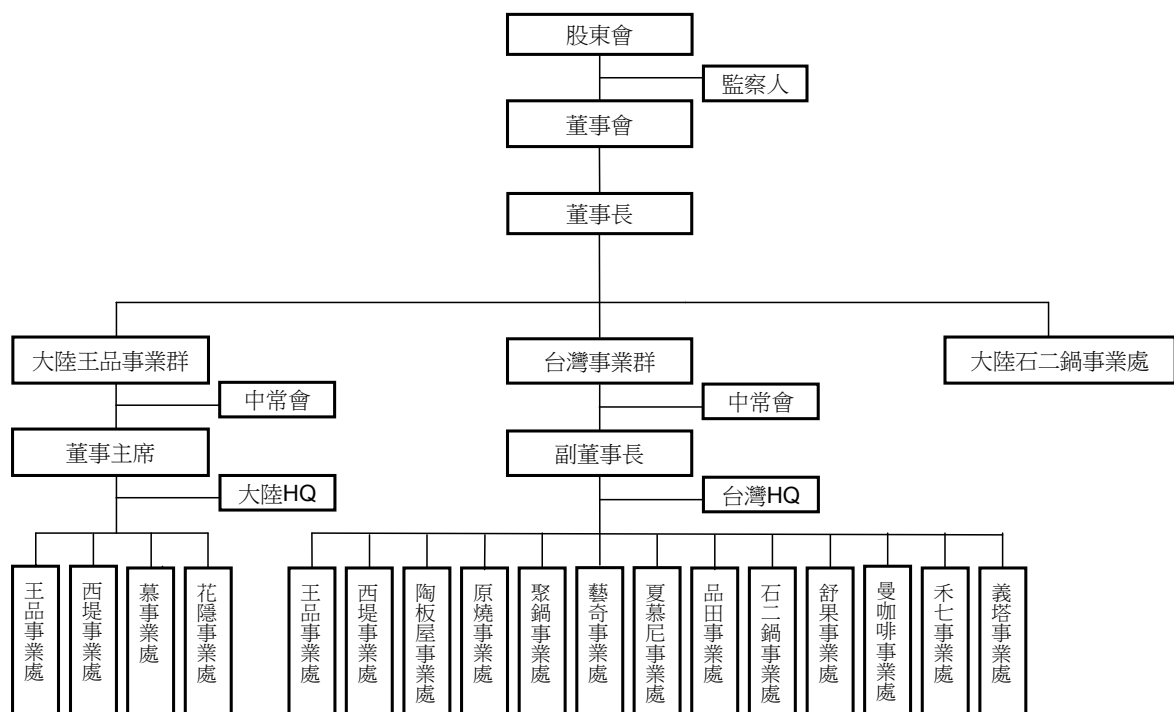 股東會
監察人
董事會
董事長
大陸王品事業群
台灣事業群
大陸石二鍋事業處
中常會
中常會
董事主席
副董事長
大陸HQ
台灣HQ
王品事業處
西堤事業處
慕事業處
花隱事業處
王品事業處
西堤事業處
陶板屋事業處
原燒事業處
聚鍋事業處
藝奇事業處
夏慕尼事業處
品田事業處
石二鍋事業處
舒果事業處
曼咖啡事業處
禾七事業處
義塔事業處